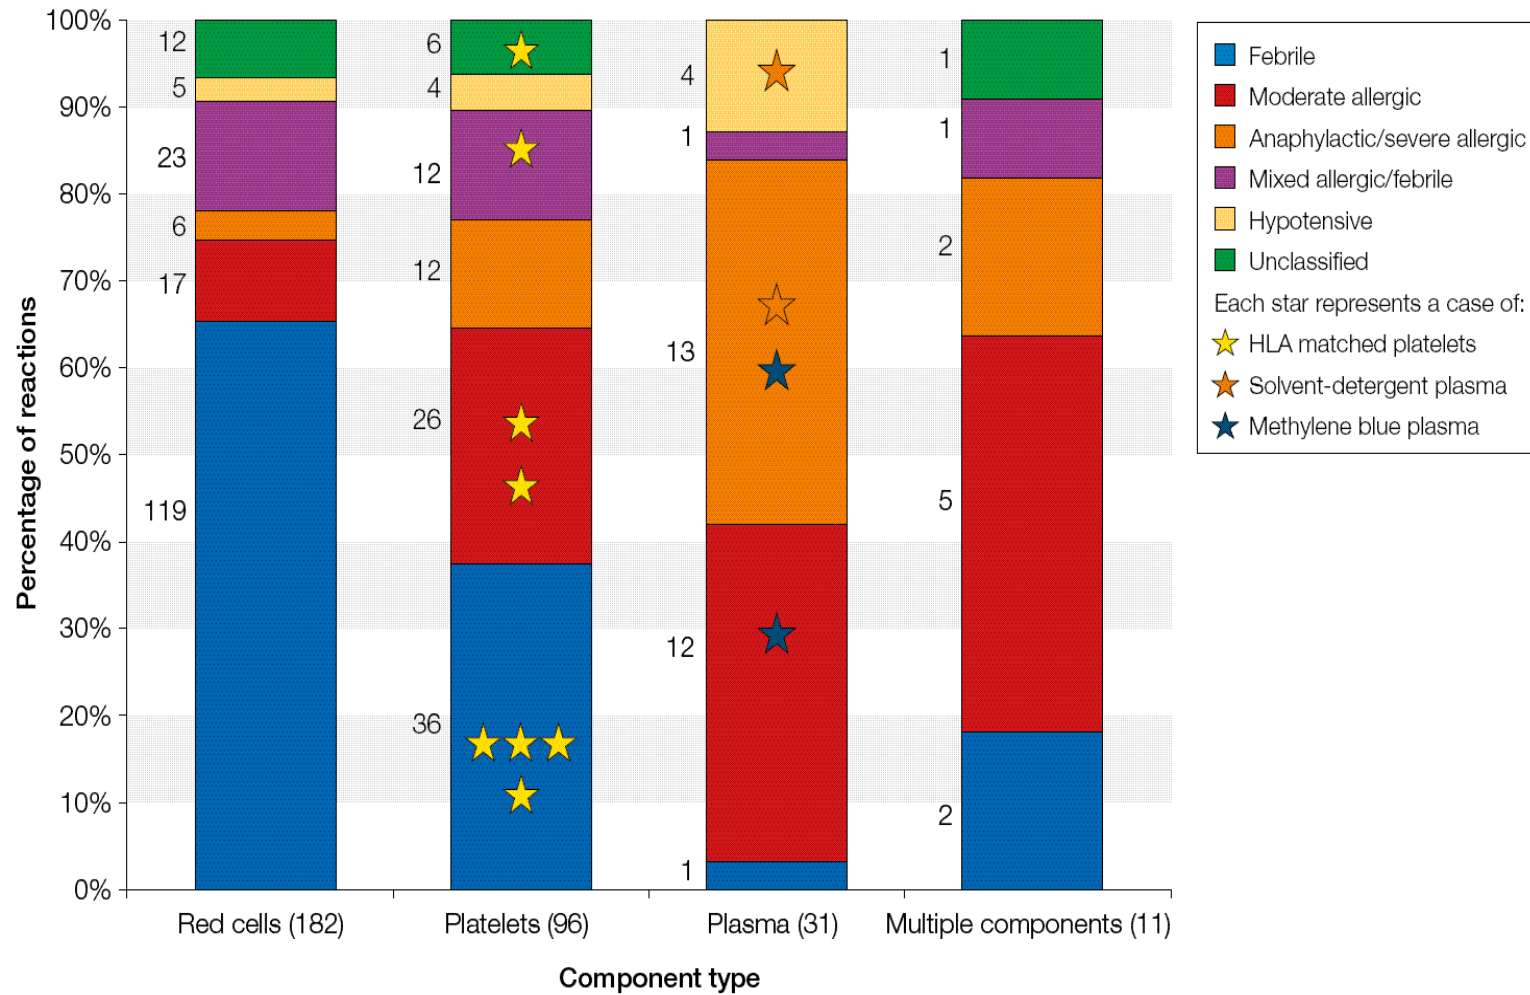 100%
90%
80%
70%
60%
50%
40%
30%
20%
10%
0%
Percentage of reactions
12
5
23
6
17
119
6
4
12
12
26
36
4
1
13
12
1
1
1
2
5
2
Red cells (182)
Platelets (96)
Plasma (31)
Multiple components (11)
Component type
Febrile
Moderate allergic
Anaphylactic/severe allergic
Mixed allergic/febrile
Hypotensive
Unclassified
Each star represents a case of:
HLA matched platelets
Solvent-detergent plasma
Methylene blue plasma